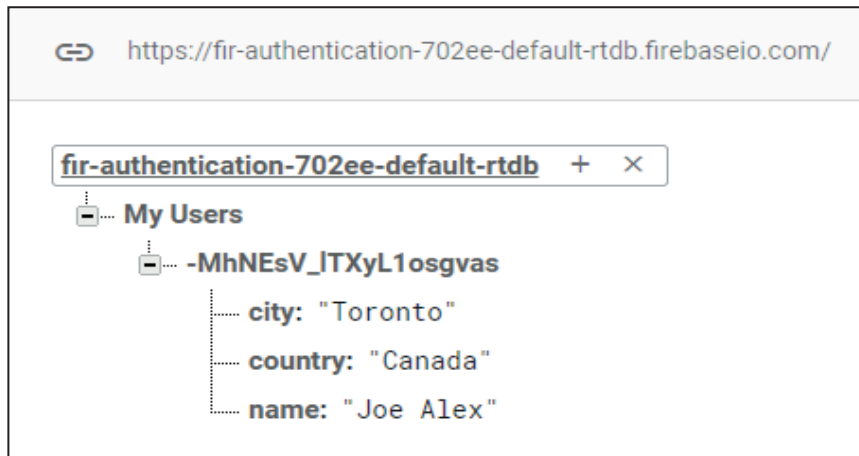 https://fir-authentication-702ee-default-rtdb.firebaseio.com/
fir-authentication-702ee-default-rtdb + ×
My Users
-MhNEsV_lTXyL1osgvas
city: "Toronto"
country: "Canada"
name: "Joe Alex"